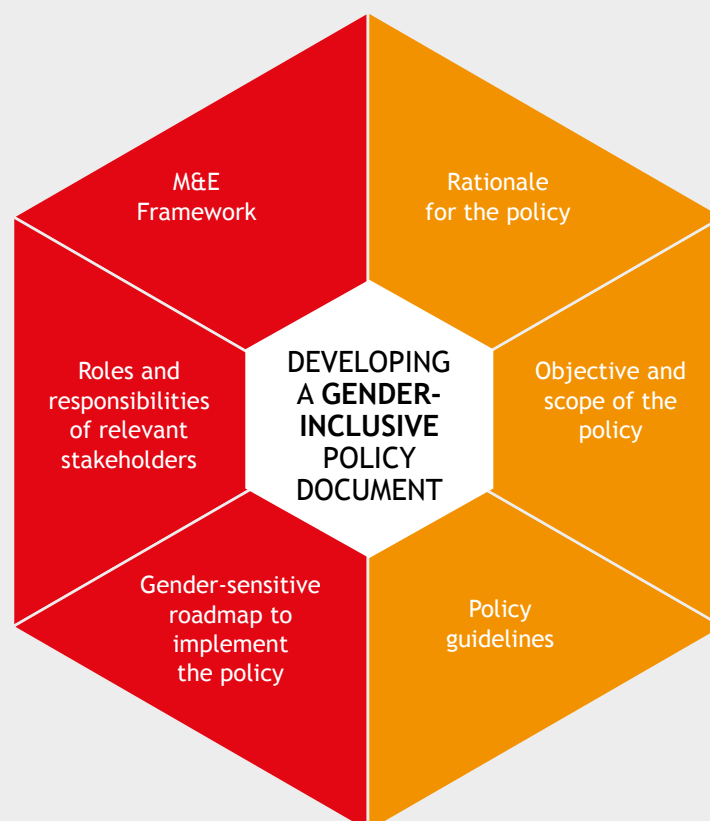 M&E
Framework
Rationale
for the policy
Roles and
responsibilities
of relevant
stakeholders
DEVELOPING
A GENDER-
INCLUSIVE
POLICY
DOCUMENT
Objective and
scope of the
policy
Gender-sensitive
roadmap to
implement
the policy
Policy
guidelines